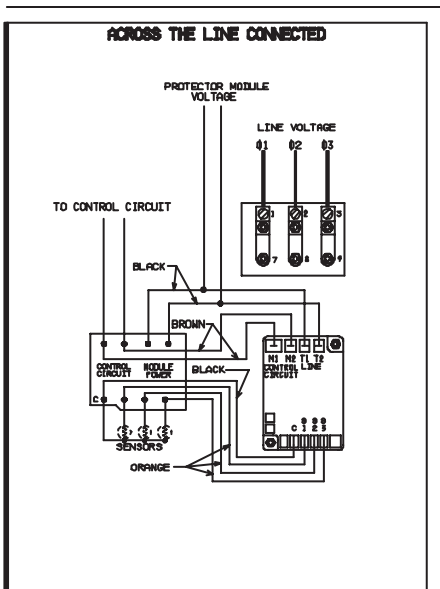 ACROSS THE LINE CONNECTED
PROTECTOR MODULE
VOLTAGE
LINE VOLTAGE
Ø1 Ø2 Ø3
1 2 3
TO CONTROL CIRCUIT
7 8 9
BLACK
BROWN
M1 M2 T1 T2
CONTROL LINE
CIRCUIT
CONTROL
CIRCUIT
MODULE
POWER
BLACK
C
SENSORS
S S S
C 1 2 3
ORANGE